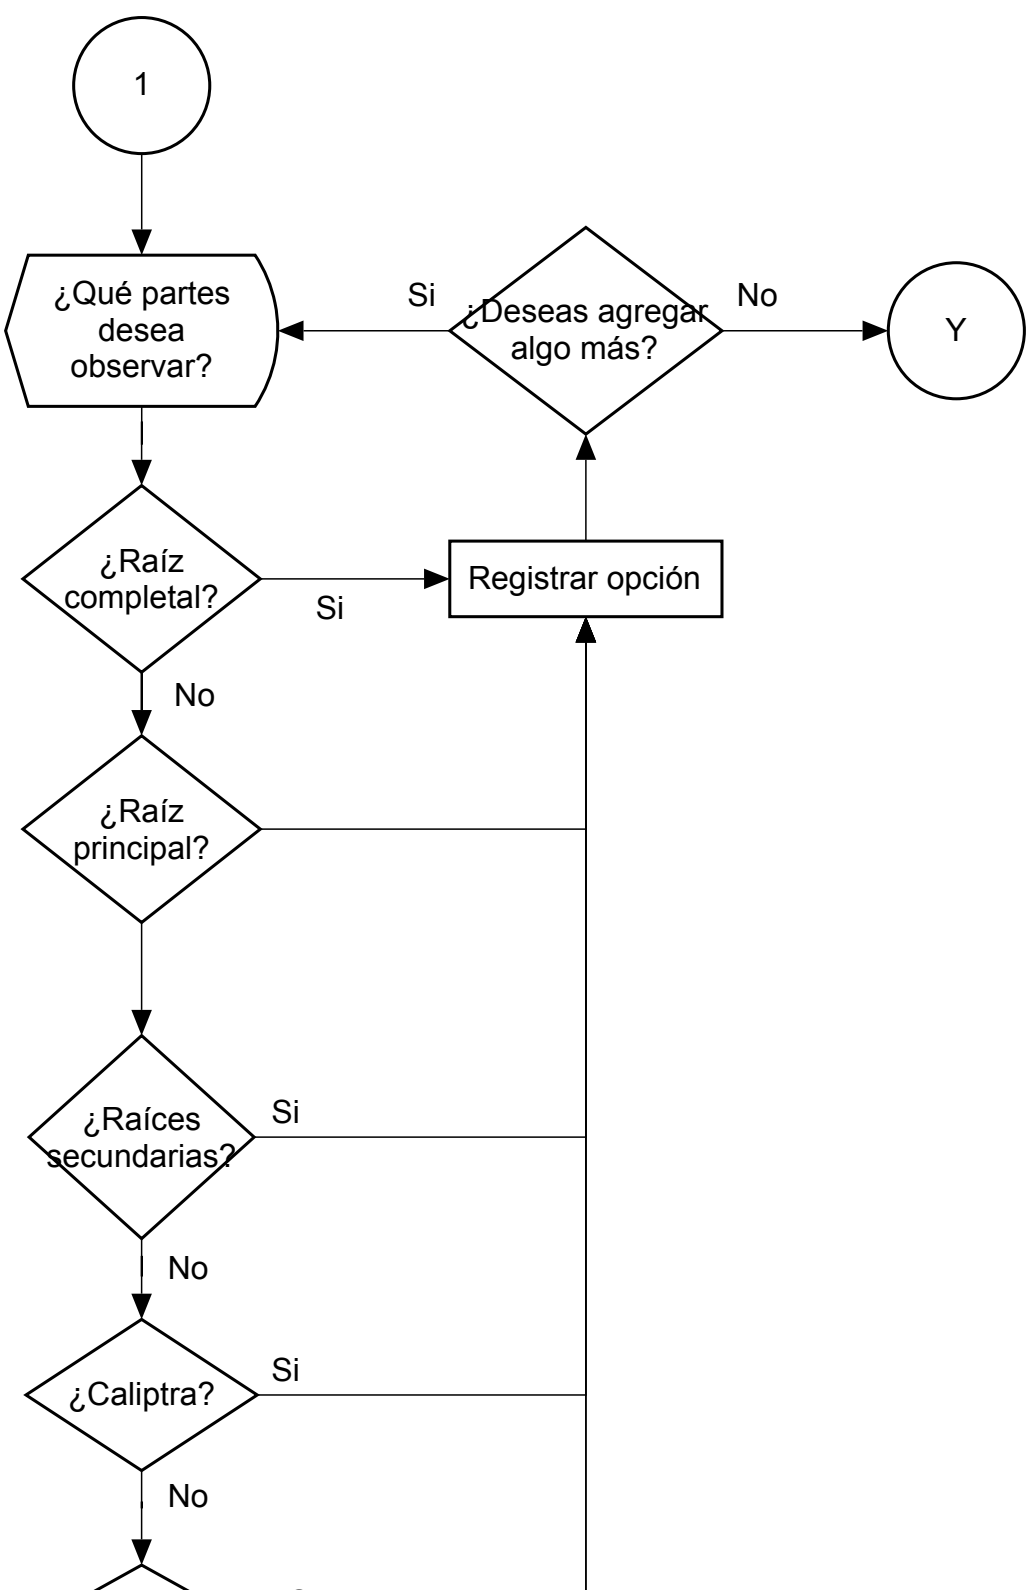 1
¿Qué partes
desea
observar?
Si
¿Deseas agregar
algo más?
No
Y
¿Raíz
completal?
Si
Registrar opción
No
¿Raíz
principal?
¿Raíces
secundarias?
Si
No
¿Caliptra?
Si
No